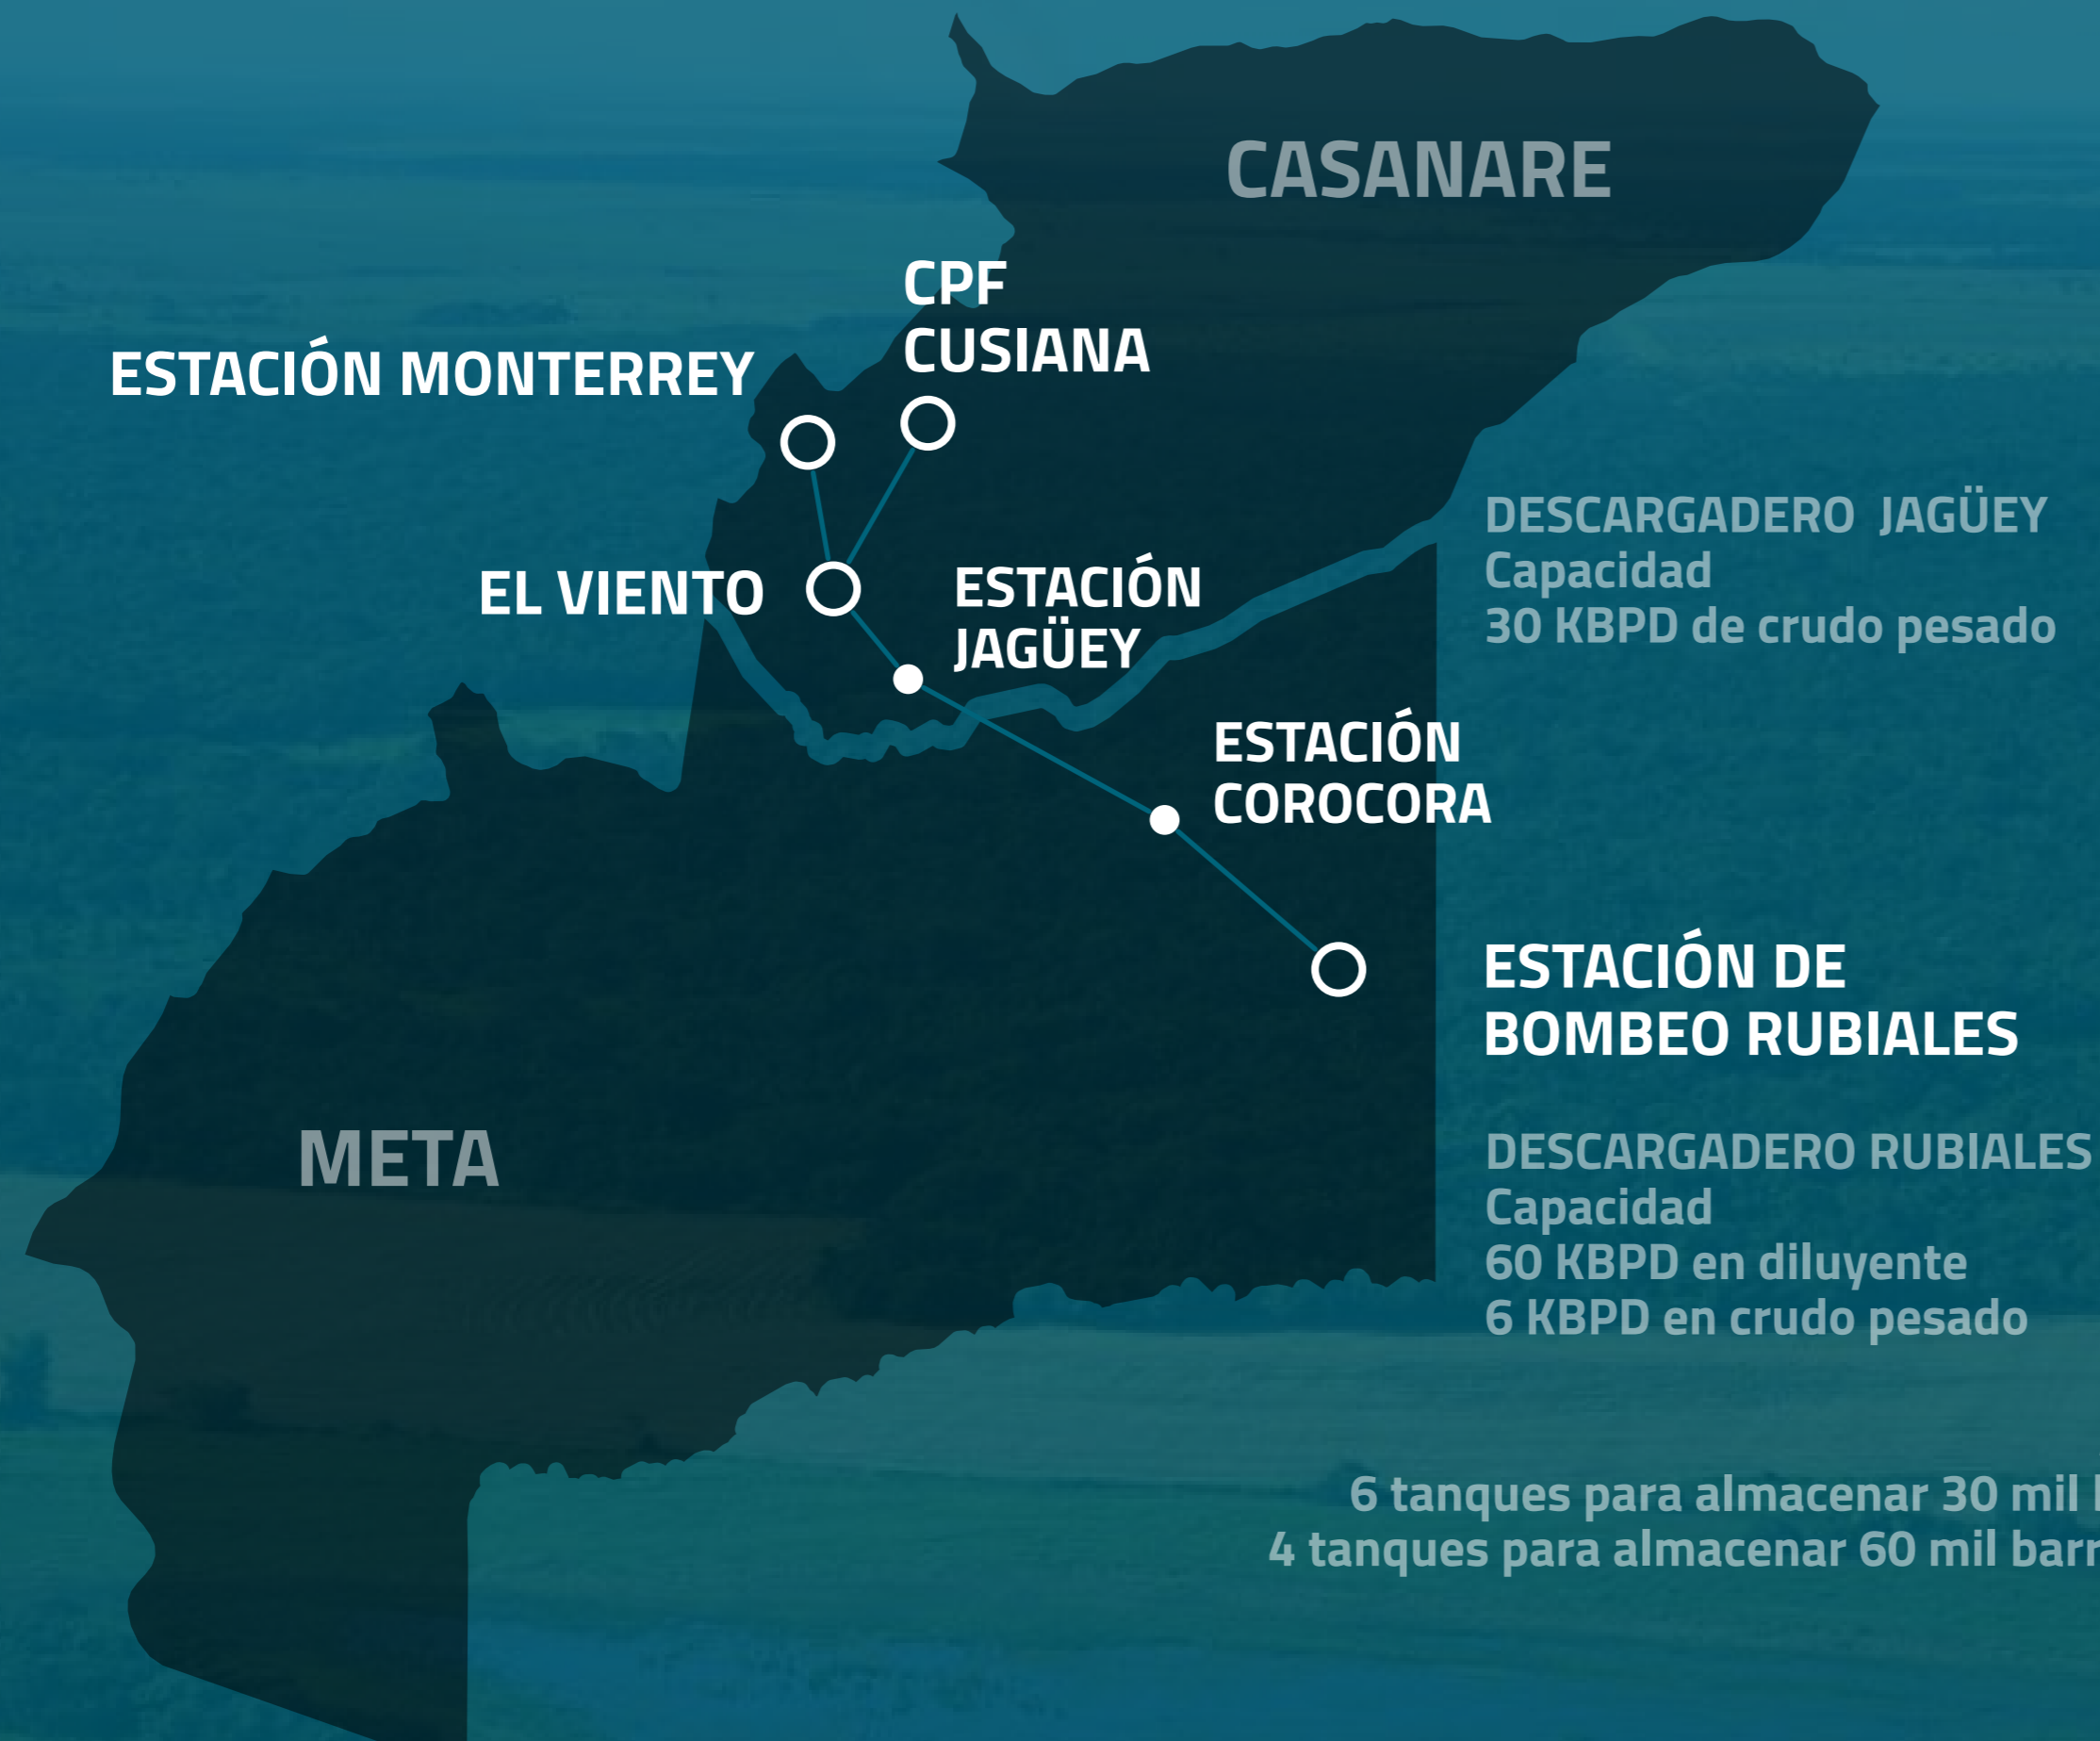 CASANARE
CPF
CUSIANA
ESTACIÓN MONTERREY
EL VIENTO
ESTACIÓN
JAGÜEY
DESCARGADERO JAGÜEY
Capacidad
30 KBPD de crudo pesado
ESTACIÓN
COROCORA
ESTACIÓN DE
BOMBEO RUBIALES
META
DESCARGADERO RUBIALES
Capacidad
60 KBPD en diluyente
6 KBPD en crudo pesado
6 tanques para almacenar 30 mil
4 tanques para almacenar 60 mil